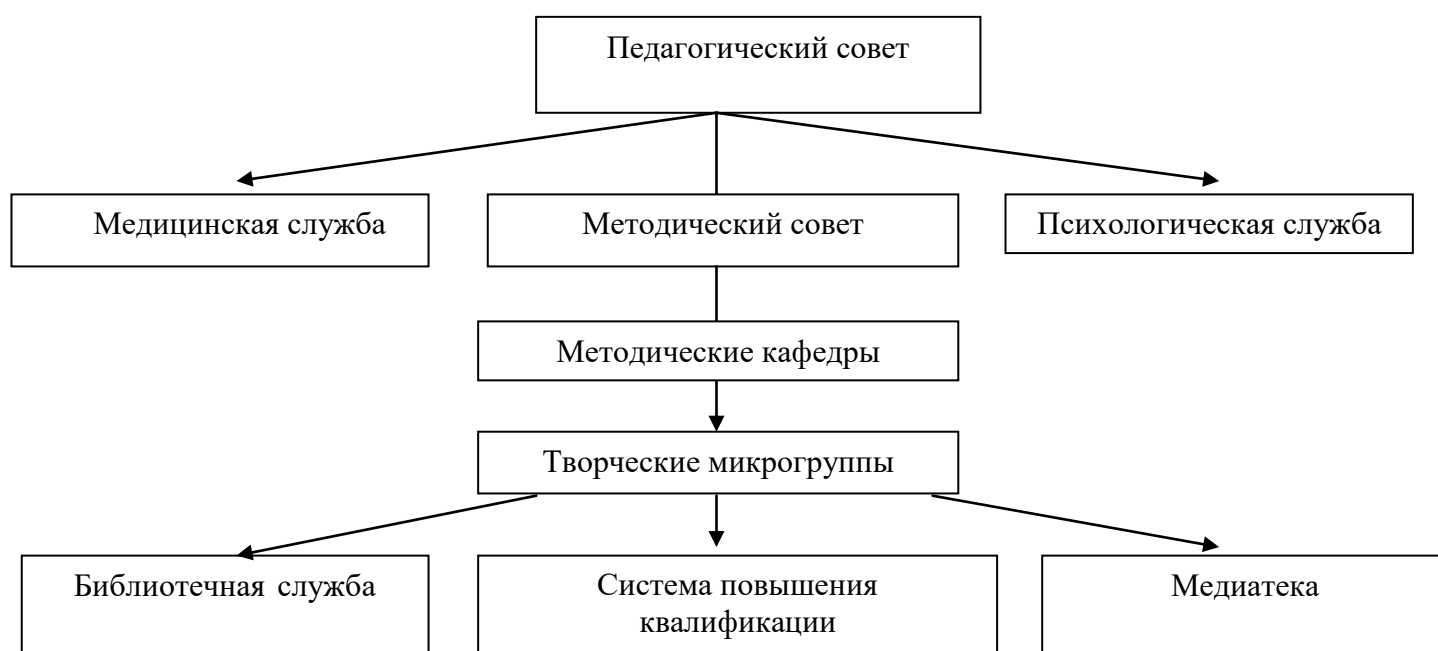 Педагогический совет
Медицинская служба
Методический совет
Психологическая служба
Методические кафедры
Творческие микрогруппы
Библиотечная служба
Система повышения
квалификации
Медиатека